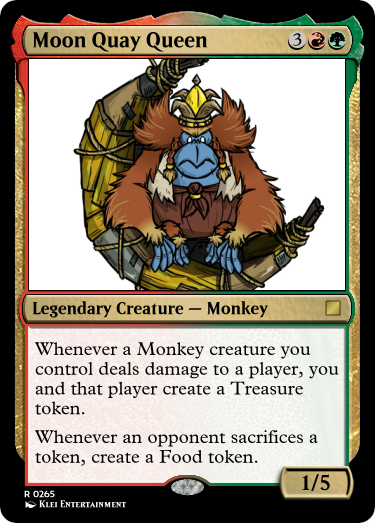 Moon Quay Queen 3
Legendary Creature — Monkey
Whenever a Monkey creature you
control deals damage to a player, you
and that player create a Treasure
token.
Whenever an opponent sacrifices a
token, create a Food token.
1/5
R 0265
Klei Entertainment